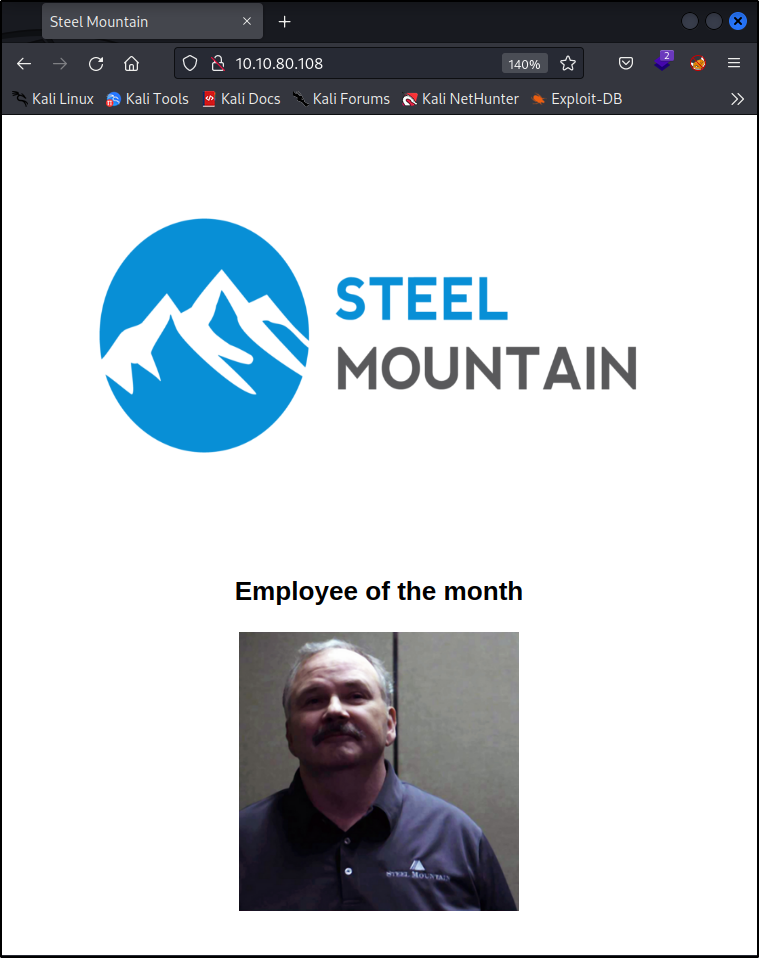 Steel Mountain
10.10.80.108
140%
2
Kali Linux
Kali Tools
Kali Docs
Kali Forums
Kali NetHunter
Exploit-DB
STEEL
MOUNTAIN
Employee of the month
STEEL MOUNTAIN